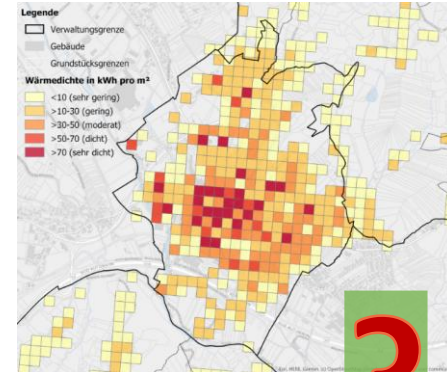 Legende
Verwaltungsgrenze
Gebäude
Grundstücksgrenzen
Wärmedichte in kWh pro m²
<10 (sehr gering)
>10-30 (gering)
>30-50 (moderat)
>50-70 (dicht)
>70 (sehr dicht)
2